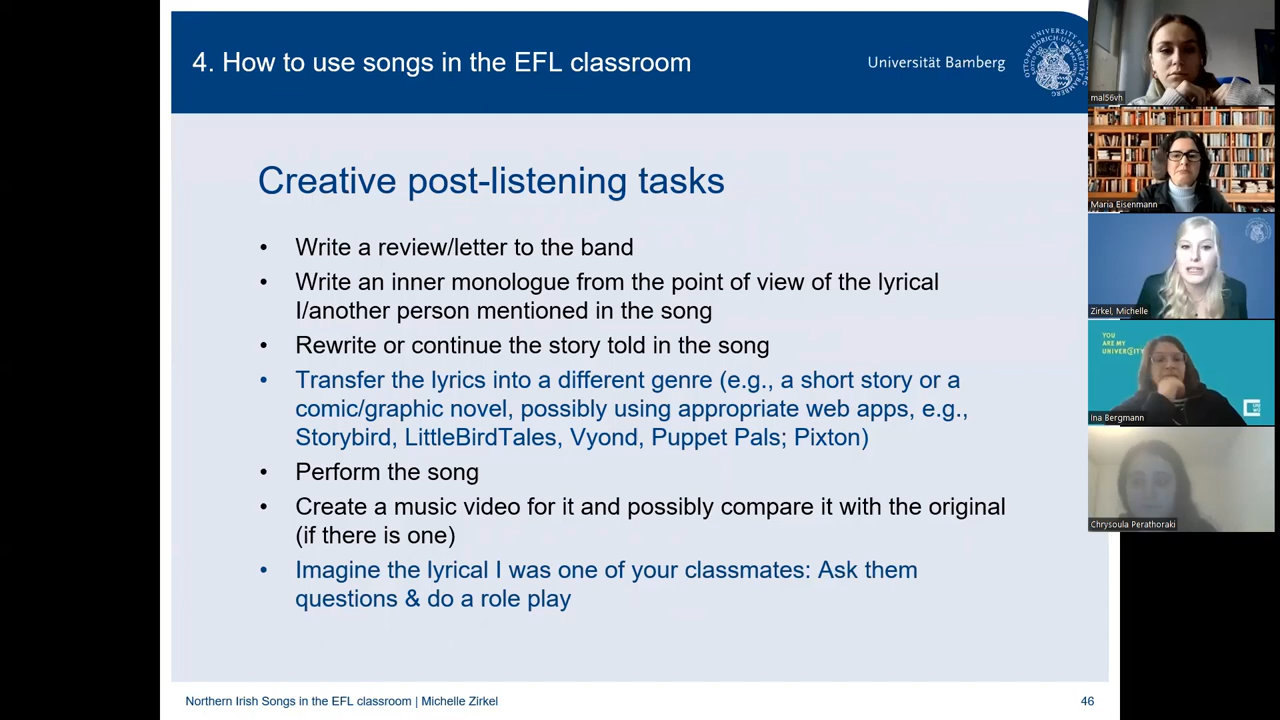 4. How to use songs in the EFL classroom
Universität Bamberg
Creative post-listening tasks
• Write a review/letter to the band
• Write an inner monologue from the point of view of the lyrical
I/another person mentioned in the song
• Rewrite or continue the story told in the song
• Transfer the lyrics into a different genre (e.g., a short story or a
comic/graphic novel, possibly using appropriate web apps, e.g.,
Storybird, LittleBirdTales, Vyond, Puppet Pals; Pixton)
• Perform the song
• Create a music video for it and possibly compare it with the original
(if there is one)
• Imagine the lyrical I was one of your classmates: Ask them
questions & do a role play
Northern Irish Songs in the EFL classroom | Michelle Zirkel
46
mal56vh
Maria Eisenmann
Zirkel, Michelle
YOU
ARE MY
UNIVERSITY
Ina Bergmann
Chrysoula Perathoraki